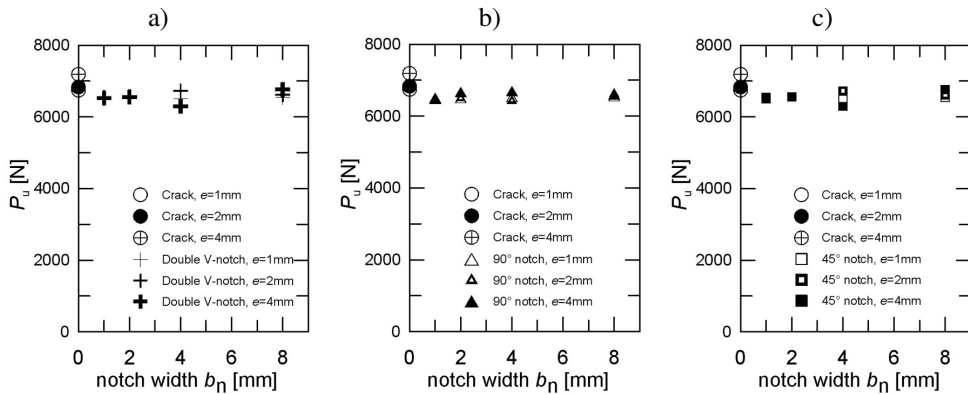 a)
8000
6000
4000
2000
0
P_u [N]
Crack, e=1mm
Crack, e=2mm
Crack, e=4mm
Double V-notch, e=1mm
Double V-notch, e=2mm
Double V-notch, e=4mm
0 2 4 6 8
notch width b_n [mm]
b)
8000
6000
4000
2000
0
P_u [N]
Crack, e=1mm
Crack, e=2mm
Crack, e=4mm
90° notch, e=1mm
90° notch, e=2mm
90° notch, e=4mm
0 2 4 6 8
notch width b_n [mm]
c)
8000
6000
4000
2000
0
P_u [N]
Crack, e=1mm
Crack, e=2mm
Crack, e=4mm
45° notch, e=1mm
45° notch, e=2mm
45° notch, e=4mm
0 2 4 6 8
notch width b_n [mm]